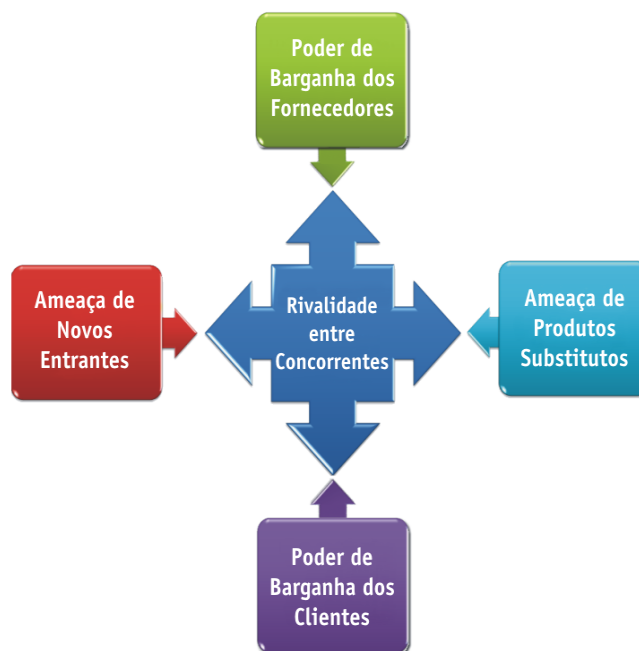 Poder de
Barganha dos
Fornecedores
Ameaça de
Novos
Entrantes
Rivalidade
entre
Concorrentes
Ameaça de
Produtos
Substitutos
Poder de
Barganha dos
Clientes